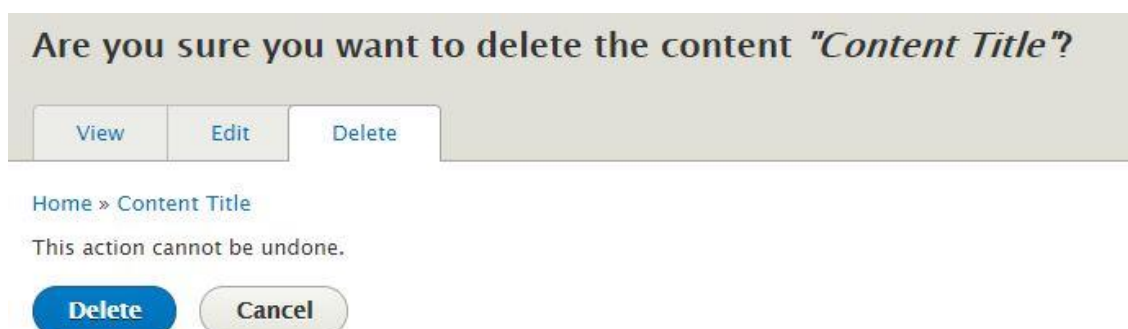 Are you sure you want to delete the content "Content Title"?
View Edit Delete
Home » Content Title
This action cannot be undone.
Delete Cancel